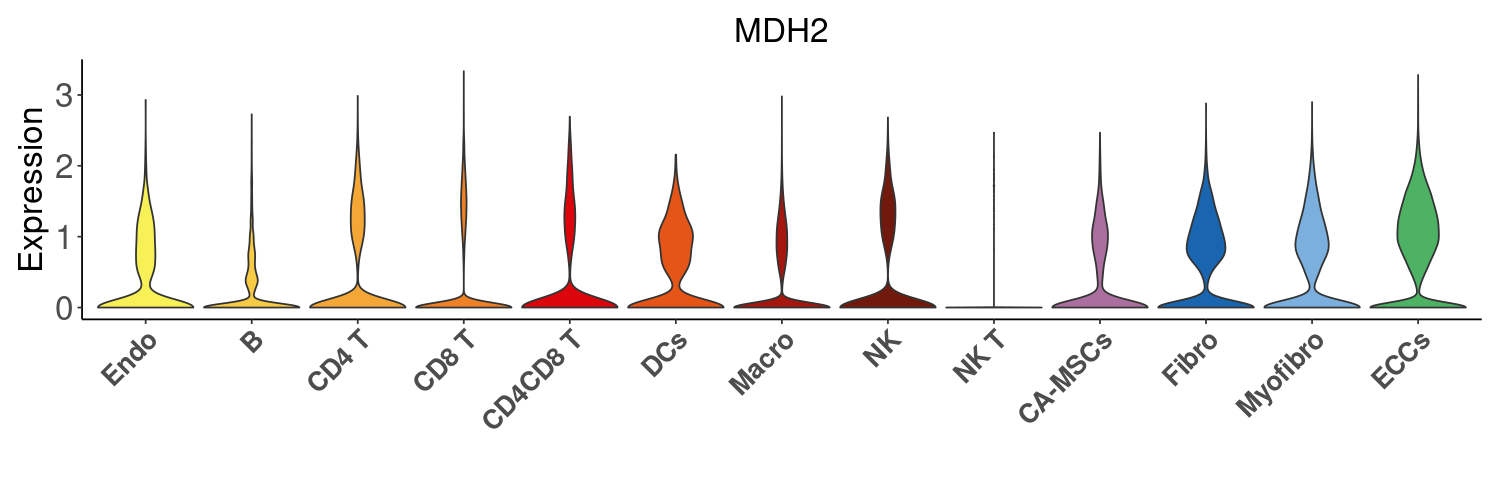 MDH2
Expression
3
2
1
0
Endo
B
CD4 T
CD8 T
CD4CD8 T
DCs
Macro
NK
NK T
CA-MSCs
Fibro
Myofibro
ECCs